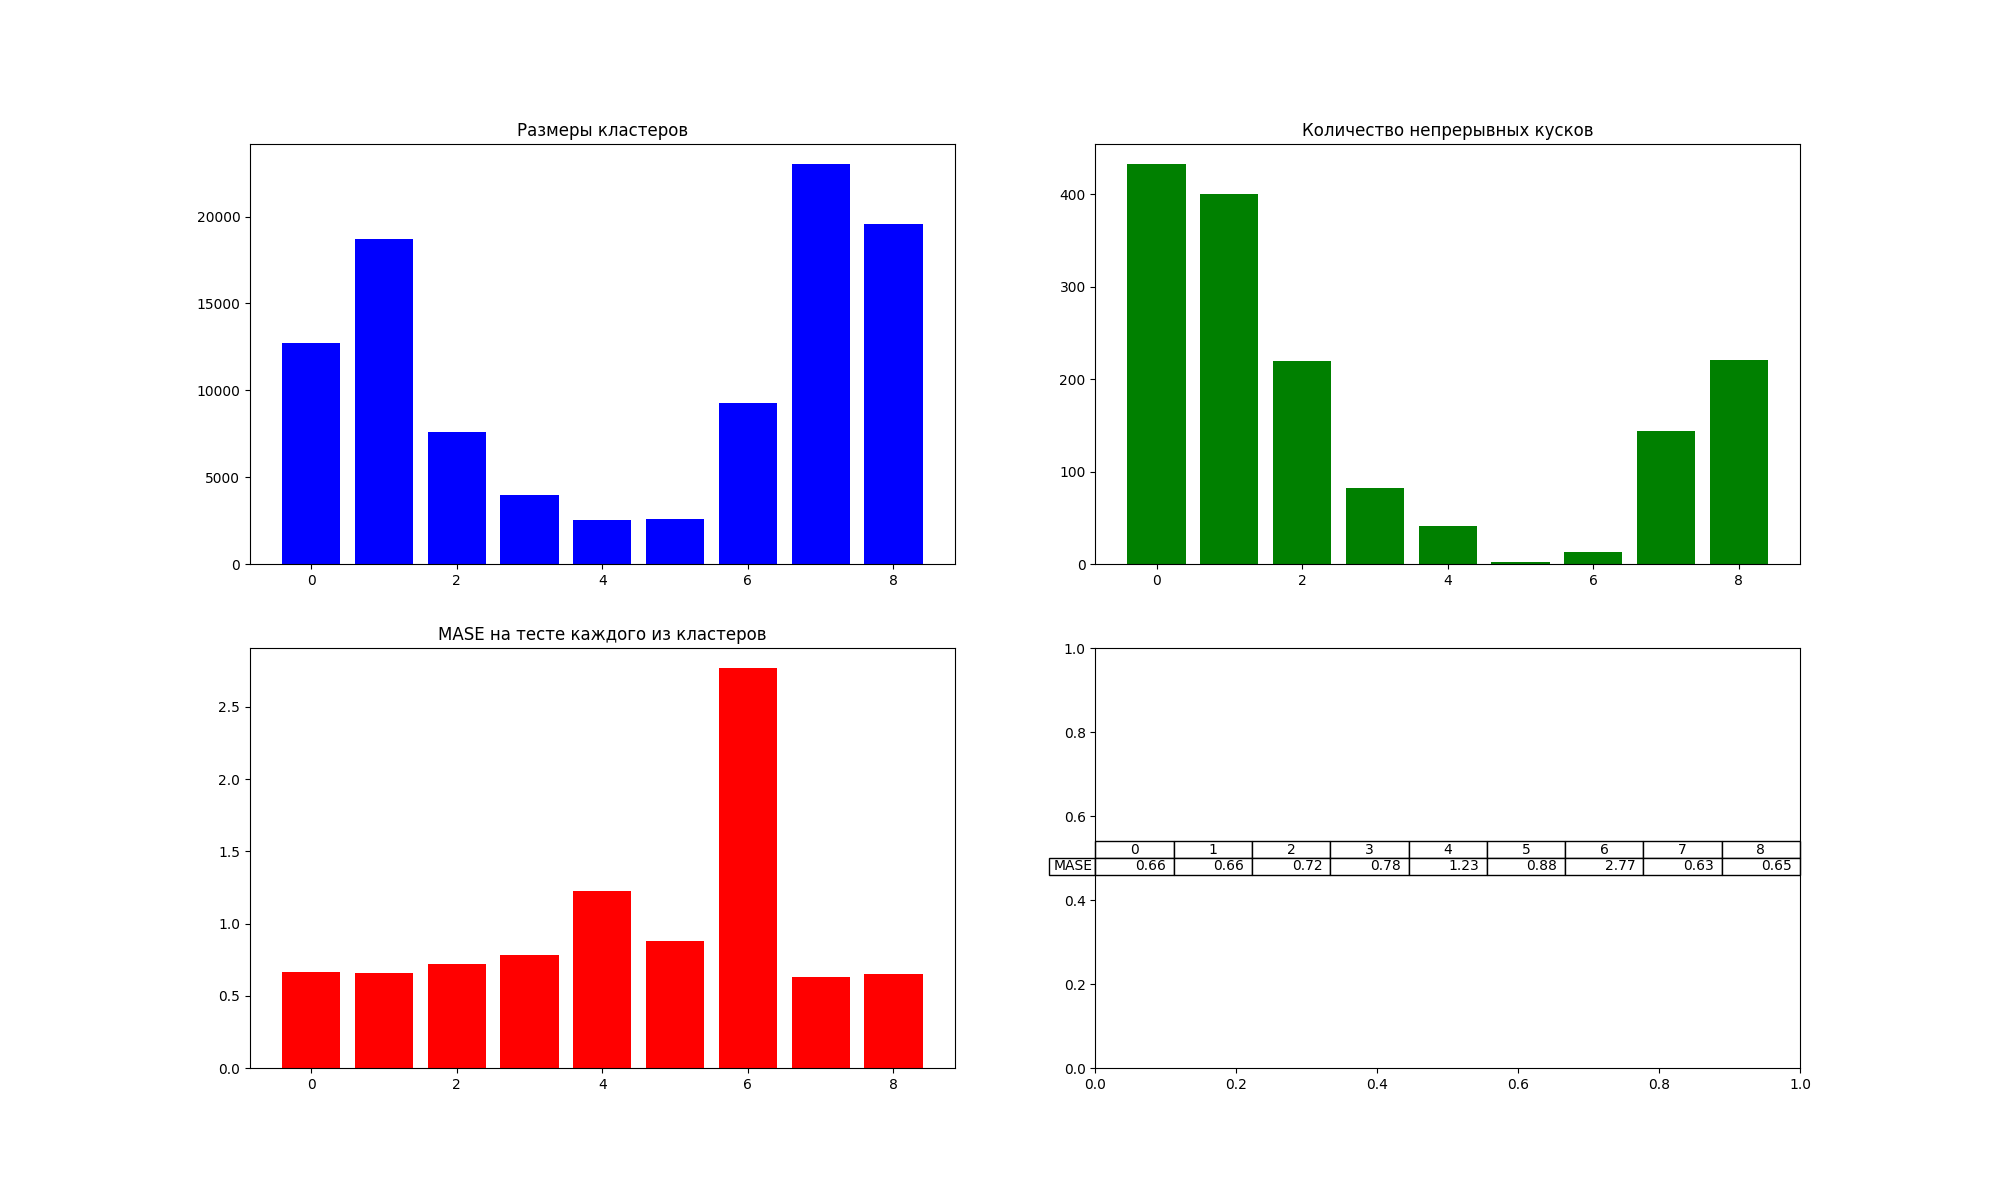 Размеры кластеров
20000
15000
10000
5000
0
0 2 4 6 8
Количество непрерывных кусков
400
300
200
100
0
0 2 4 6 8
MASE на тесте каждого из кластеров
2.5
2.0
1.5
1.0
0.5
0.0
0 2 4 6 8
1.0
0.8
0.6
0 1 2 3 4 5 6 7 8
MASE 0.66 0.66 0.72 0.78 1.23 0.88 2.77 0.63 0.65
0.4
0.2
0.0
0.0 0.2 0.4 0.6 0.8 1.0